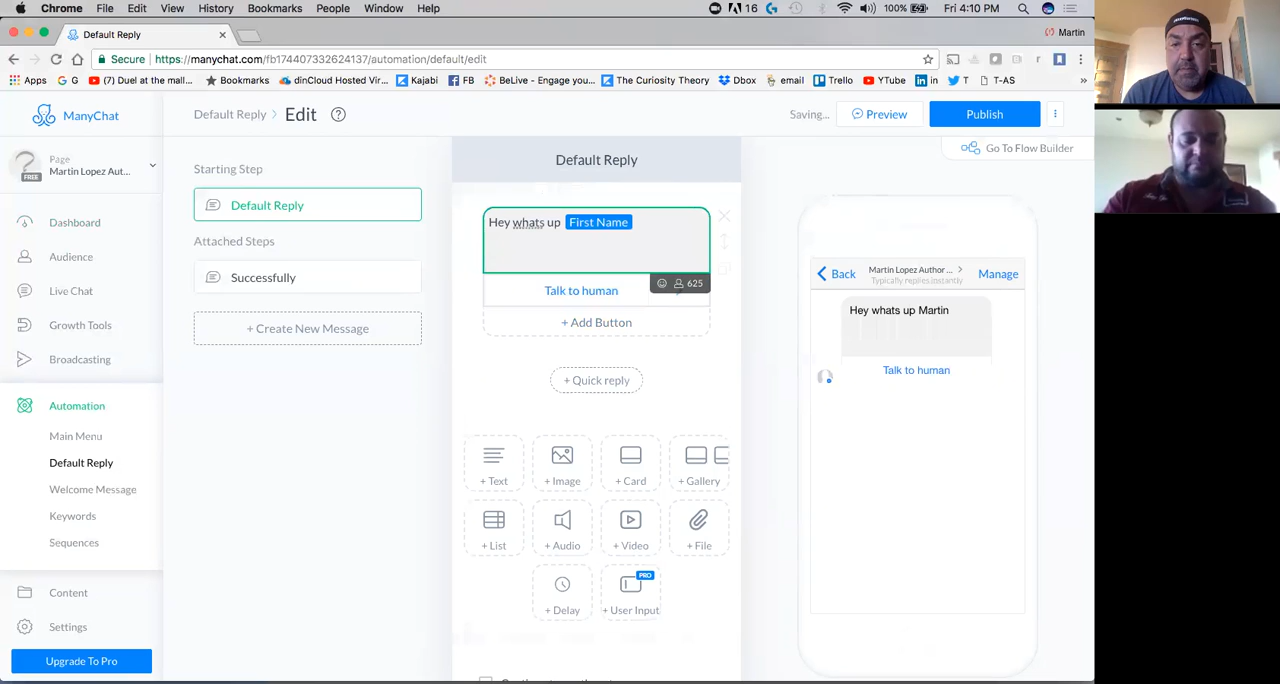 Chrome File Edit View History Bookmarks People Window Help 16 100% Fri 4:10 PM
Default Reply Martin
Secure https://manychat.com/fb174407733624137/automation/default/edit
Apps G Duel at the mall... Bookmarks dinCloud Hosted Vir... Kajabi FB BeLive - Engage you... The Curiosity Theory Dbox email Trello YTube in T T-AS »
ManyChat
Default Reply > Edit ? Saving... Preview Publish
Go To Flow Builder
Page
Martin Lopez Aut...
FREE
Dashboard
Audience
Live Chat
Growth Tools
Broadcasting
Automation
Main Menu
Default Reply
Welcome Message
Keywords
Sequences
Content
Settings
Upgrade To Pro
Starting Step
Default Reply
Attached Steps
Successfully
+ Create New Message
Default Reply
Hey whats up First Name
625
Talk to human
+ Add Button
+ Quick reply
+ Text + Image + Card + Gallery
+ List + Audio + Video + File
PRO
+ Delay + User Input
Back Martin Lopez Author ... > Manage
Typically replies instantly
Hey whats up Martin
Talk to human